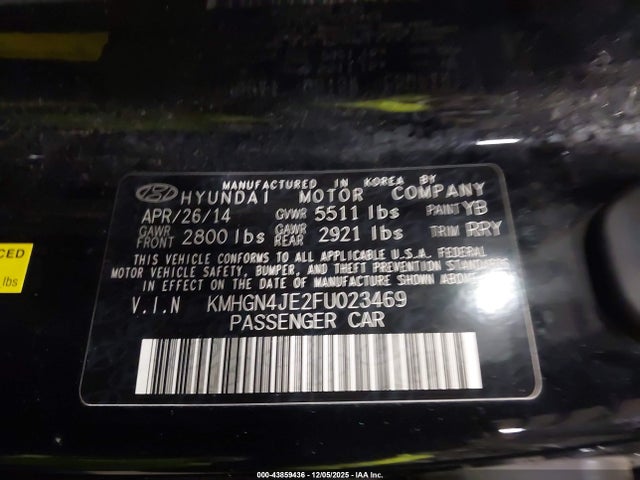 MANUFACTURED IN KOREA BY
HYUNDAI MOTOR COMPANY
APR/26/14 GVWR 5511 lbs PAINT YB
GAWR FRONT 2800 lbs GAWR REAR 2921 lbs TRIM RRY
THIS VEHICLE CONFORMS TO ALL APPLICABLE U.S.A. FEDERAL
MOTOR VEHICLE SAFETY, BUMPER, AND THEFT PREVENTION STANDARDS
IN EFFECT ON THE DATE OF MANUFACTURE SHOWN ABOVE.
V.I.N KMHGN4JE2FU023469
PASSENGER CAR
CED
lbs
000-43859436 - 12/05/2025 - IAA Inc.